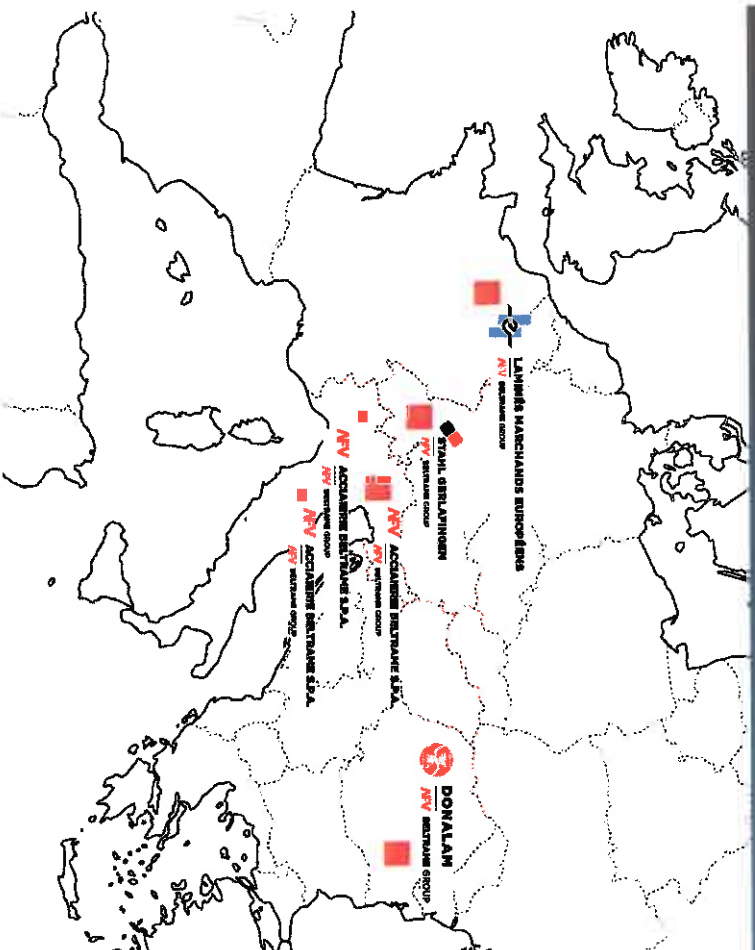 LAMINÉS MARCHANDS EUROPÉENS
AFV BELTRAME GROUP
STAHL GERLAFINGEN
AFV BELTRAME GROUP
AFV ACCIAIERIE BELTRAME S.P.A.
AFV BELTRAME GROUP
AFV ACCIAIERIE BELTRAME S.P.A.
AFV BELTRAME GROUP
AFV ACCIAIERIE BELTRAME S.P.A.
AFV BELTRAME GROUP
DONALAM
AFV BELTRAME GROUP